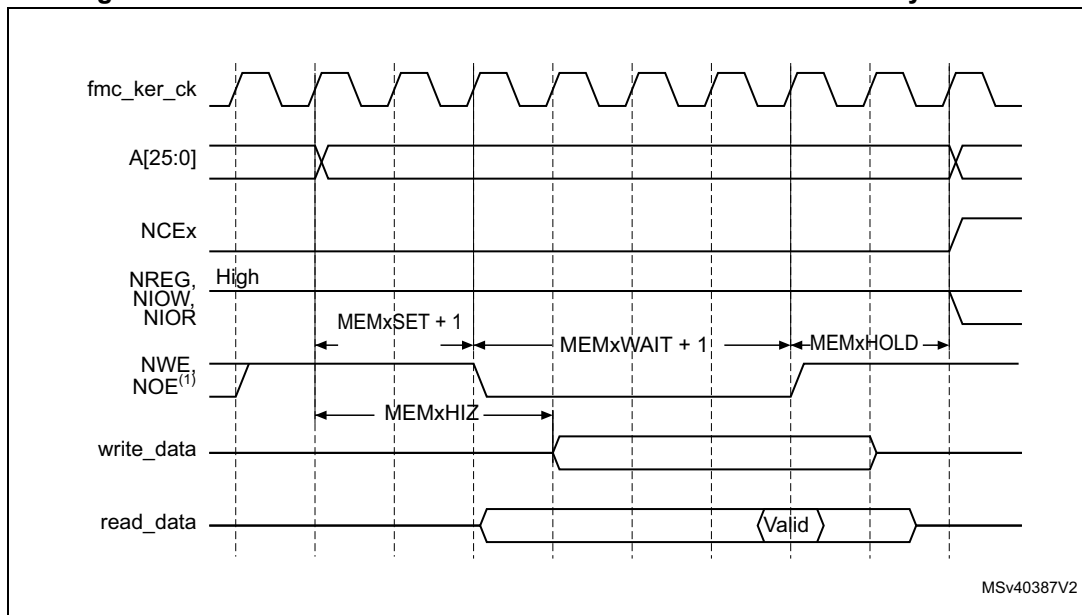 fmc_ker_ck
A[25:0]
NCEx
NREG, High
NIOW,
NIOR
MEMxSET + 1
MEMxWAIT + 1
MEMxHOLD
NWE,
NOE(1)
MEMxHIZ
write_data
read_data
Valid
MSv40387V2